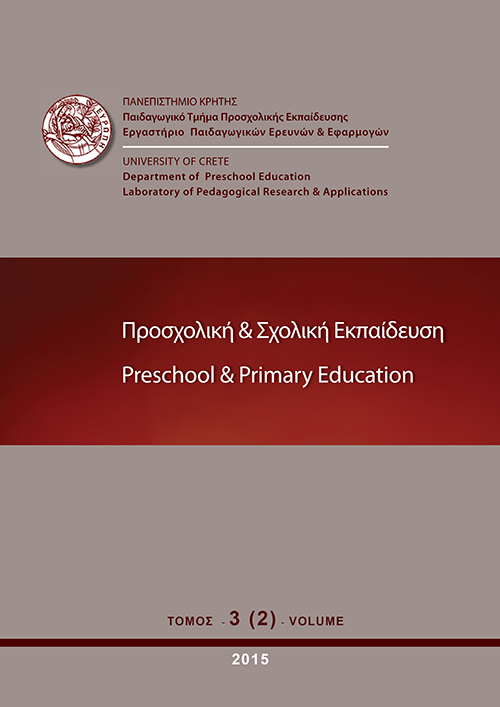 ΕΥΡΩΠΗ
ΠΑΝΕΠΙΣΤΗΜΙΟ ΚΡΗΤΗΣ
Παιδαγωγικό Τμήμα Προσχολικής Εκπαίδευσης
Εργαστήριο Παιδαγωγικών Ερευνών & Εφαρμογών
UNIVERSITY OF CRETE
Department of Preschool Education
Laboratory of Pedagogical Research & Applications
Προσχολική & Σχολική Εκπαίδευση
Preschool & Primary Education
ΤΟΜΟΣ - 3 (2) - VOLUME
2015